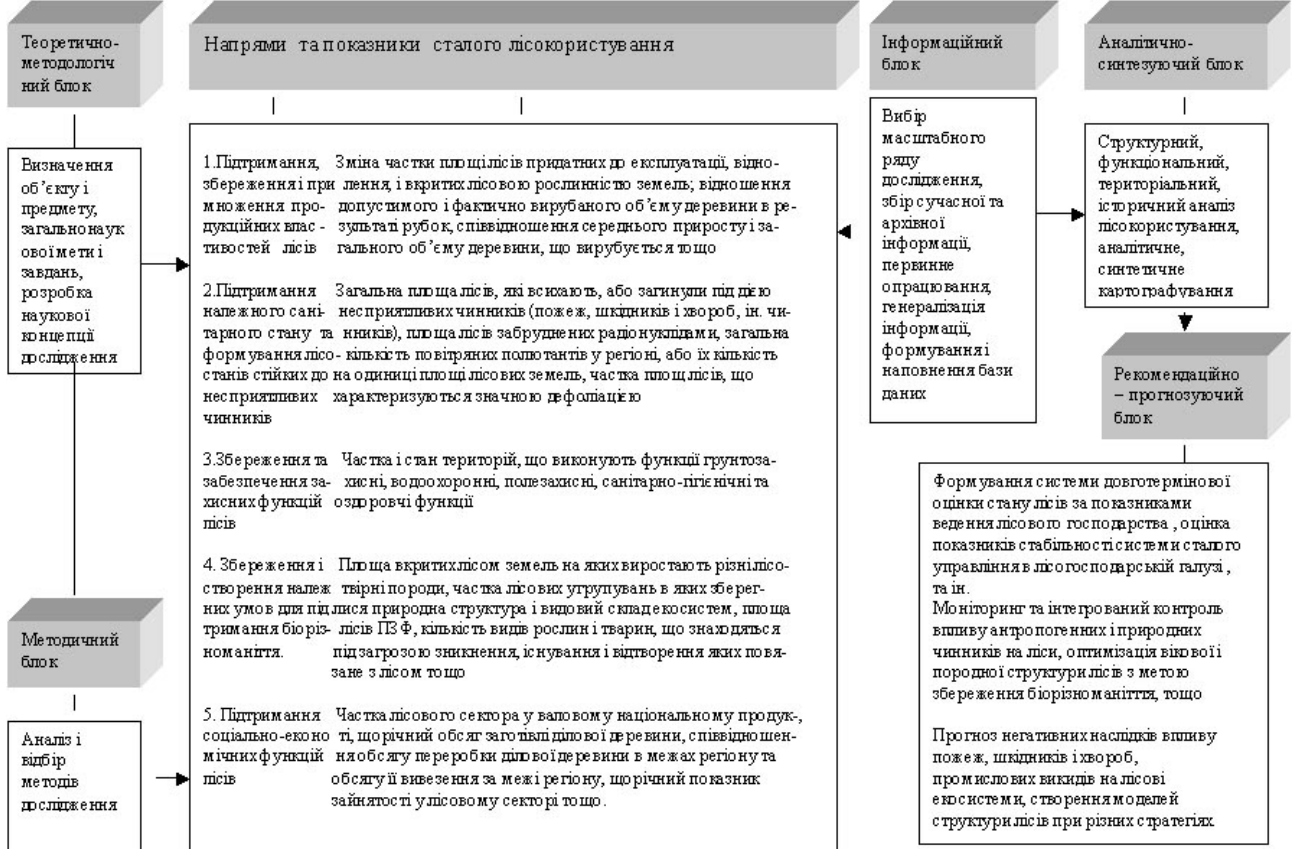 Теоретично-
методологіч
ний блок
Визначення
об’єкту і
предмету,
загальнонаук
ової мети і
завдань,
розробка
наукової
концепції
дослідження
Методичний
блок
Аналіз і
відбір
методів
дослідження
Напрями та показники сталого лісокористування
1.Підтримання, Зміна частки площі лісів придатних до експлуатації, відно-
збереження і при лення, і вкритих лісовою рослинністю земель; відношення
множення про- допустимого і фактично вирубаного об’єму деревини в ре-
дукційних влас - зультаті рубок, співвідношення середнього приросту і за-
тивостей лісів гального об’єму деревини, що вирубується тощо
2.Підтримання Загальна площа лісів, які всихають, або загинули під дією
належного сані- несприятливих чинників (пожеж, шкідників і хвороб, ін. чи-
тарного стану та нників), площа лісів забруднених радіонуклідами, загальна
формування лісо- кількість повітряних полютантів у регіоні, або їх кількість
станів стійких до на одиниці площі лісових земель, частка площ лісів, що
несприятливих характеризуються значною дефоліацією
чинників
3.Збереження та Частка і стан територій, що виконують функції грунтоза-
забезпечення за- хисні, водоохоронні, полезахисні, санітарно-гігієнічні та
хисних функцій оздоровчі функції
лісів
4. Збереження і Площа вкритих лісом земель на яких виростають різні лісо-
створення належ твірні породи, частка лісових угрупувань в яких зберег-
них умов для під лися природна структура і видовий склад екосистем, площа
тримання біоріз- лісів ПЗФ, кількість видів рослин і тварин, що знаходяться
номаніття. під загрозою зникнення, існування і відтворення яких повя-
зане з лісом тощо
5. Підтримання Частка лісового сектора у валовому національному продук-,
соціально-еконо ті, щорічний обсяг заготівлі ділової деревини, співвідношен-
мічних функцій ня обсягу переробки ділової деревини в межах регіону та
лісів обсягу її вивезення за межі регіону, щорічний показник
зайнятості у лісовому секторі тощо.
Інформаційний
блок
Вибір
масштабного
ряду
дослідження,
збір сучасної та
архівної
інформації,
первинне
опрацювання,
генералізація
інформації,
формування і
наповнення бази
даних
Аналітично-
синтезуючий блок
Структурний,
функціональний,
територіальний,
історичний аналіз
лісокористування,
аналітичне,
синтетичне
картографування
Рекомендаційно
– прогнозуючий
блок
Формування системи довготермінової
оцінки стану лісів за показниками
ведення лісового господарства , оцінка
показників стабільності системи сталого
управління в лісогосподарській галузі ,
та ін.
Моніторинг та інтегрований контроль
впливу антропогенних і природних
чинників на ліси, оптимізація вікової і
породної структури лісів з метою
збереження біорізноманітття, тощо
Прогноз негативних наслідків впливу
пожеж, шкідників і хвороб,
промислових викидів на лісові
екосистеми, створення моделей
структури лісів при різних стратегіях.